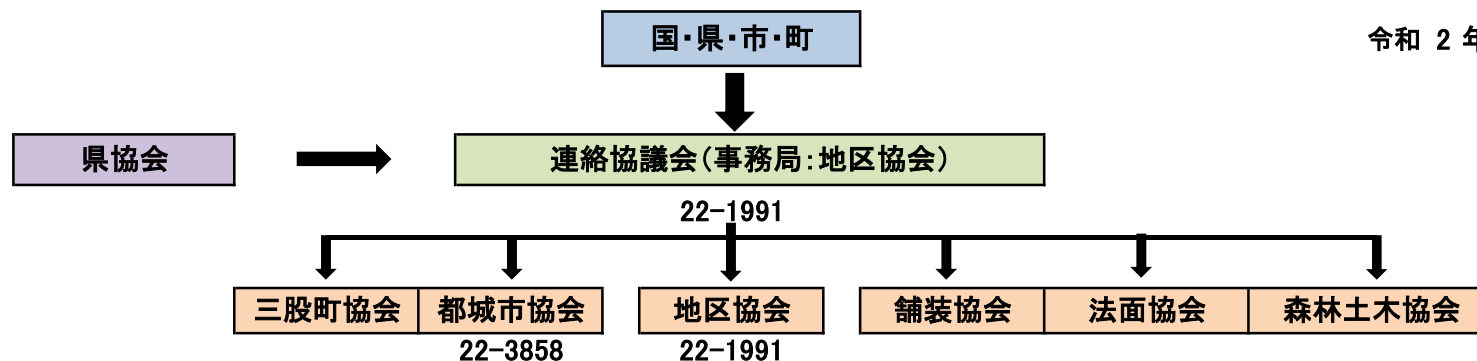 国・県・市・町
令和 2 年
県協会
連絡協議会(事務局:地区協会)
22-1991
三股町協会
都城市協会
地区協会
舗装協会
法面協会
森林土木協会
22-3858
22-1991